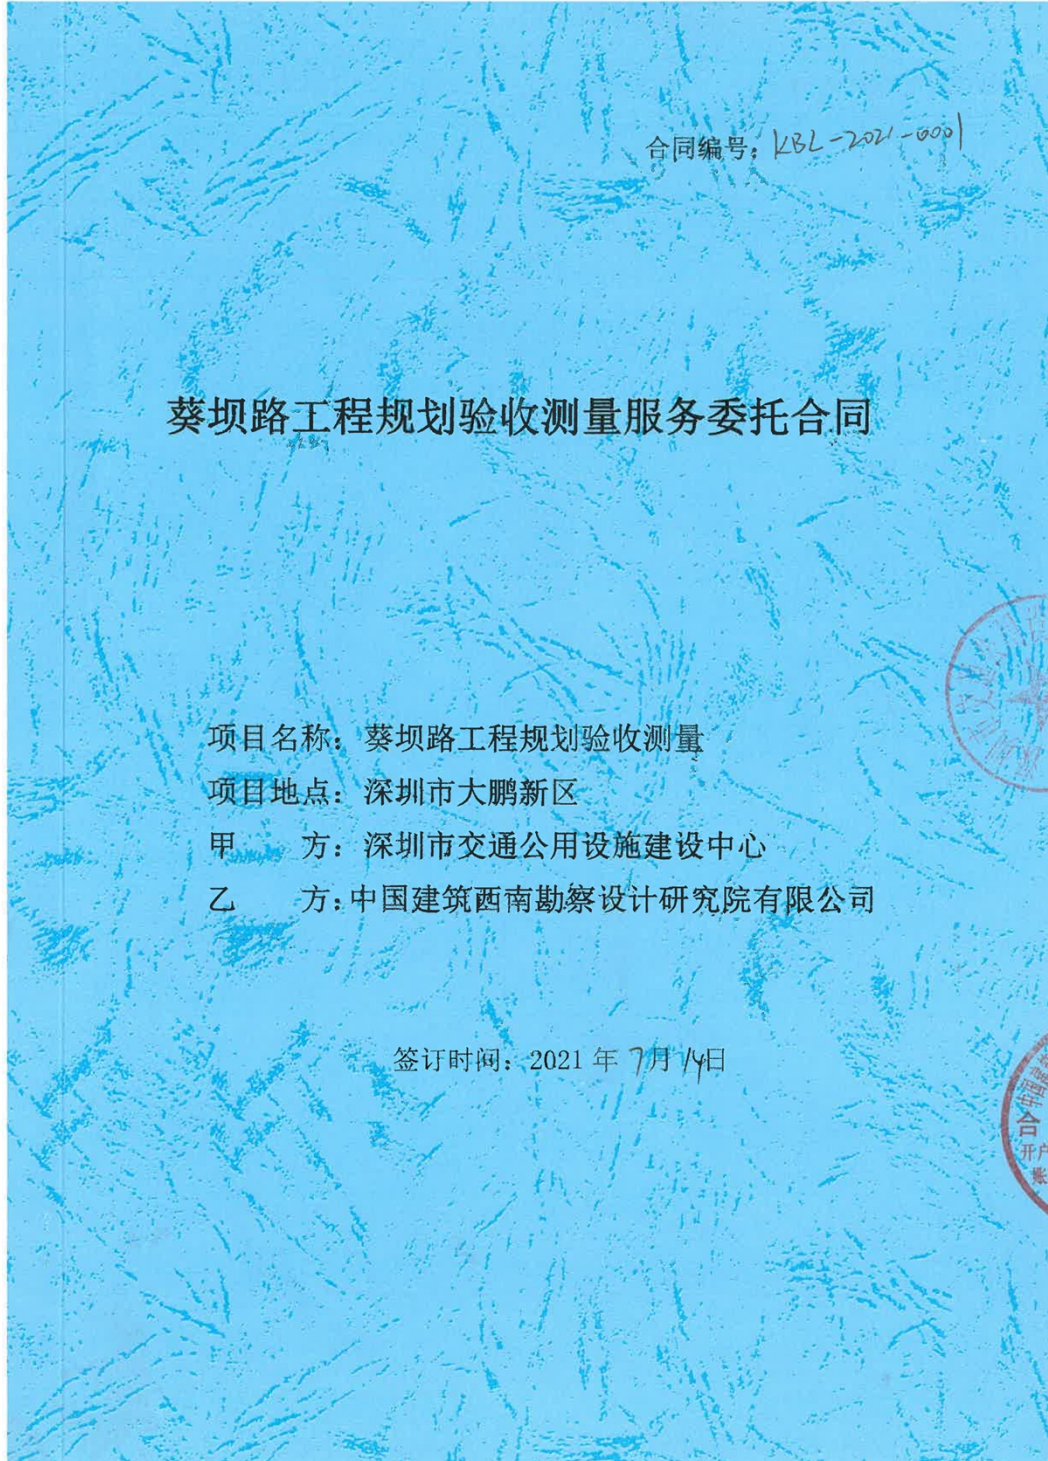 合同编号：KBL-2021-0001
葵坝路工程规划验收测量服务委托合同
项目名称：葵坝路工程规划验收测量
项目地点：深圳市大鹏新区
甲　　方：深圳市交通公用设施建设中心
乙　　方：中国建筑西南勘察设计研究院有限公司
签订时间：2021 年 7月 14日
合
开户